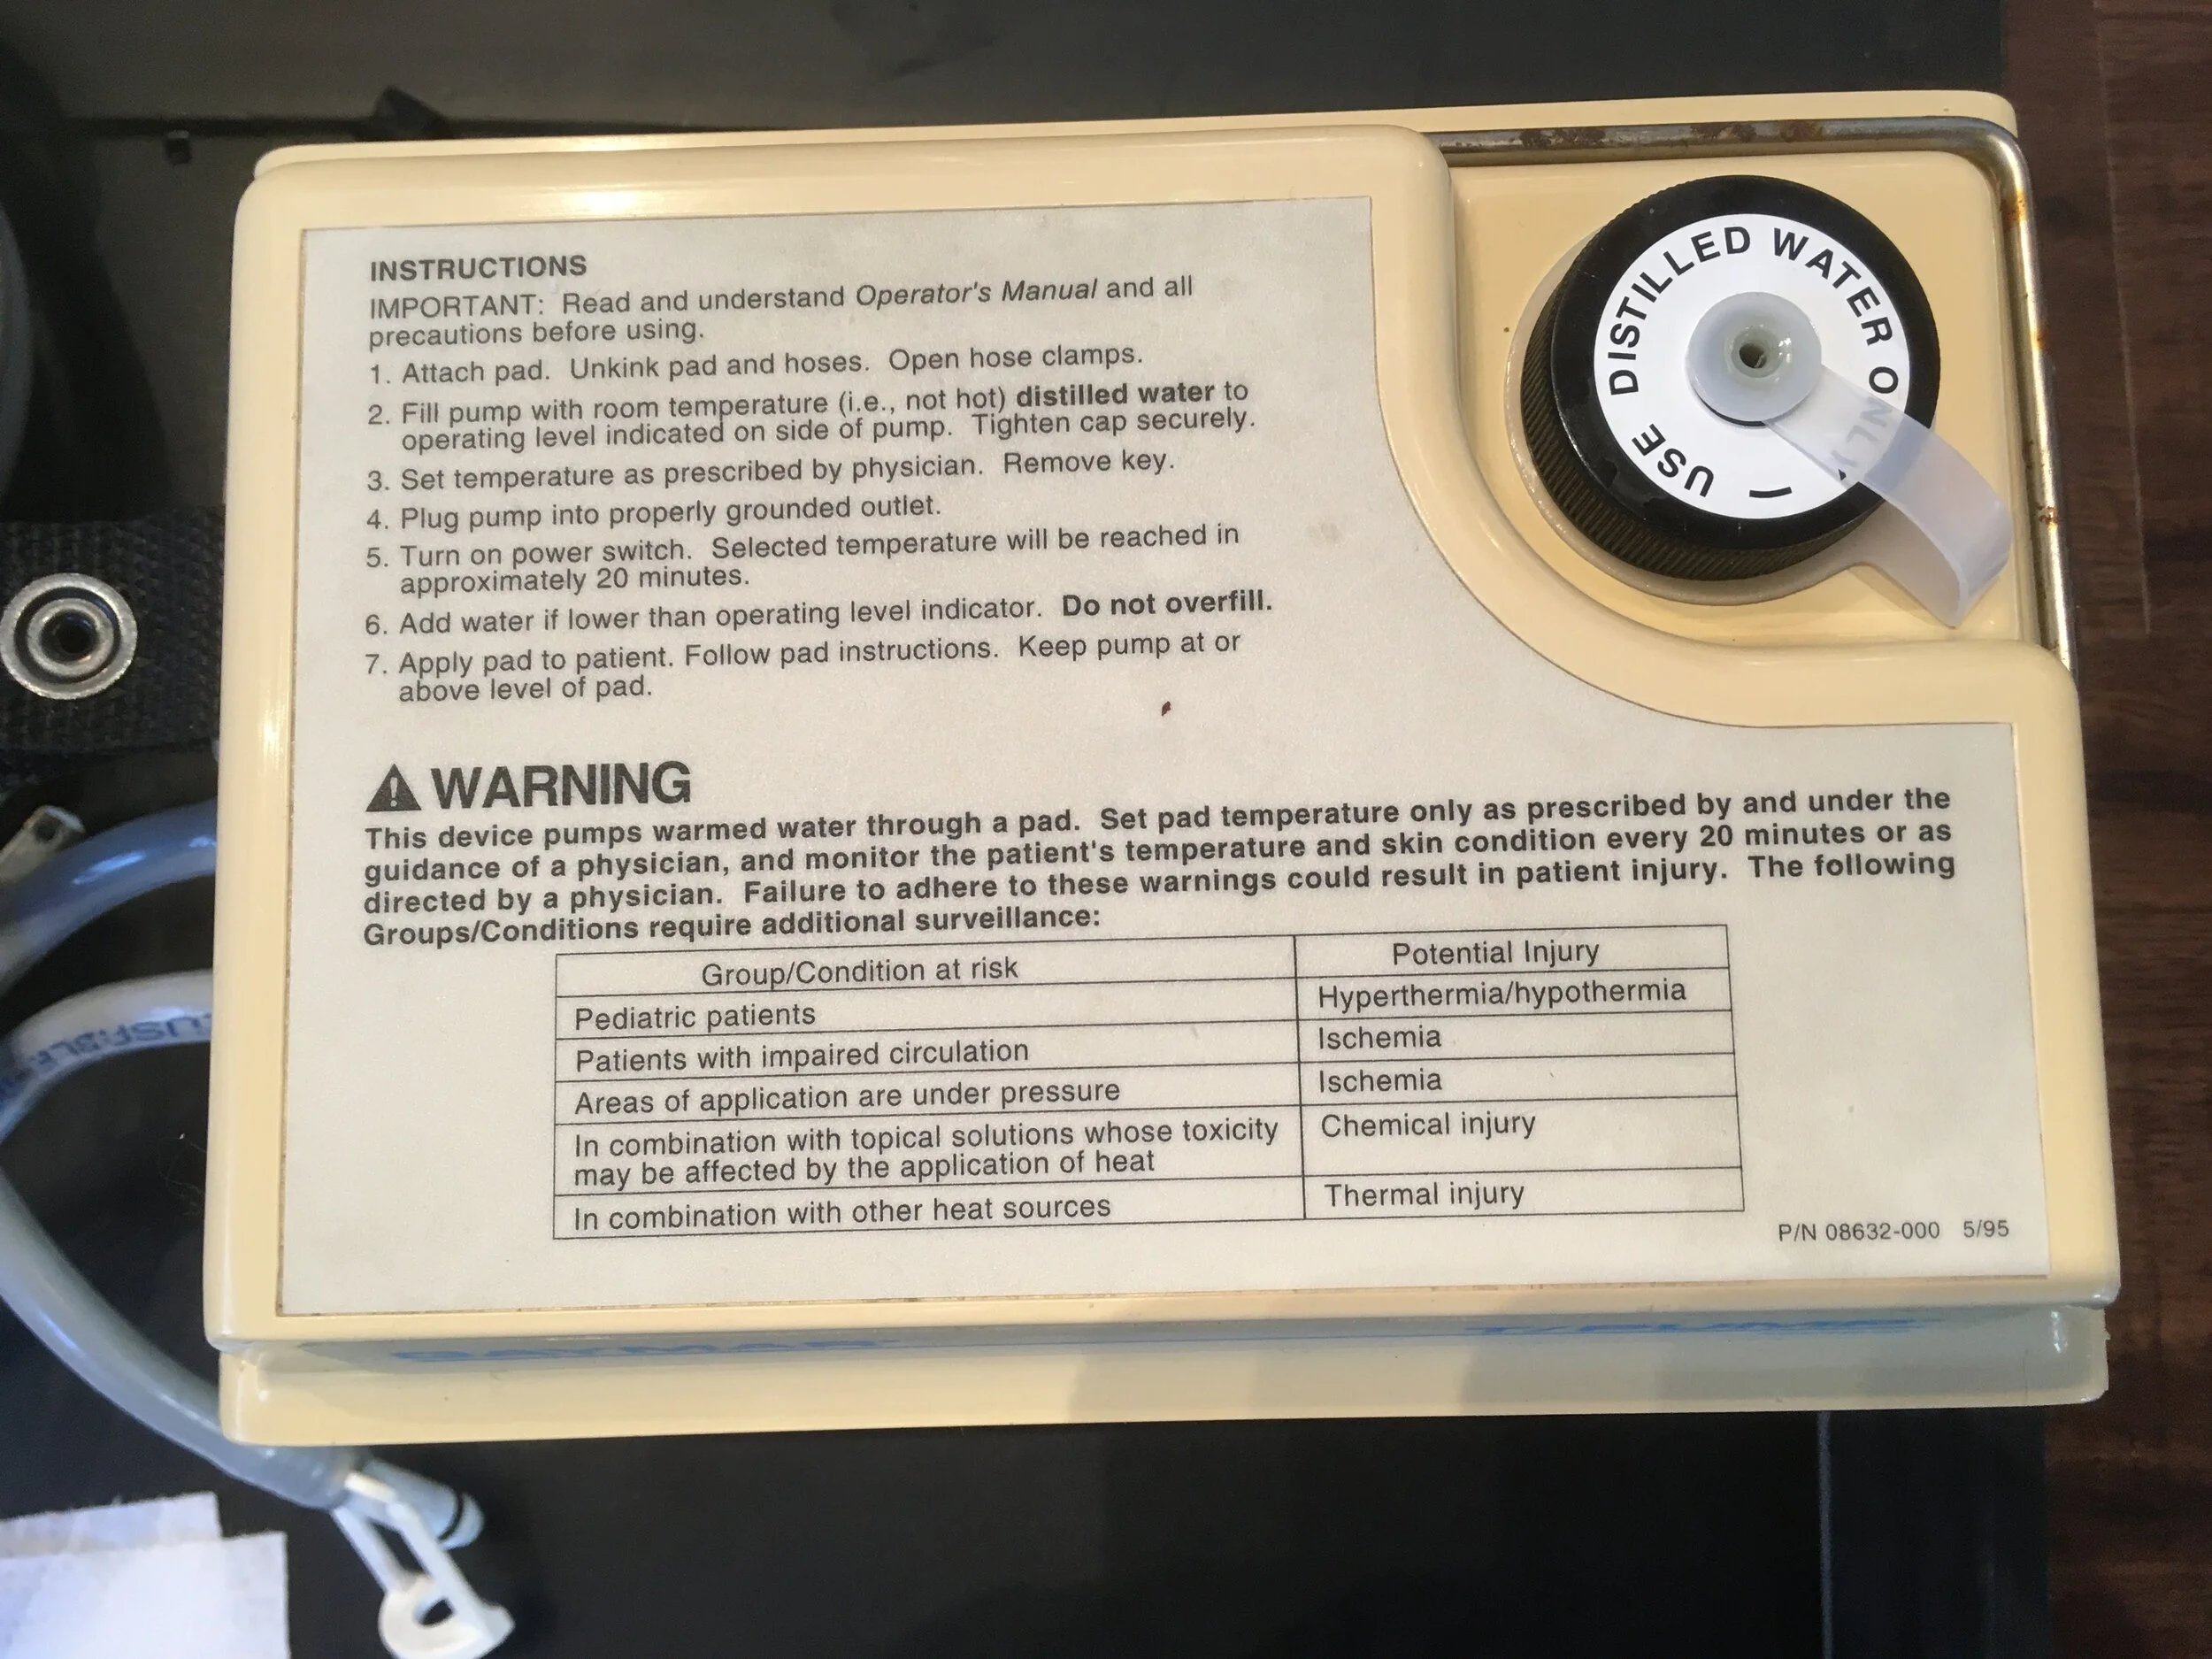 INSTRUCTIONS
IMPORTANT: Read and understand Operator's Manual and all
precautions before using.
1. Attach pad. Unkink pad and hoses. Open hose clamps.
2. Fill pump with room temperature (i.e., not hot) distilled water to
operating level indicated on side of pump. Tighten cap securely.
3. Set temperature as prescribed by physician. Remove key.
4. Plug pump into properly grounded outlet.
5. Turn on power switch. Selected temperature will be reached in
approximately 20 minutes.
6. Add water if lower than operating level indicator. Do not overfill.
7. Apply pad to patient. Follow pad instructions. Keep pump at or
above level of pad.
USE DISTILLED WATER ONLY
WARNING
This device pumps warmed water through a pad. Set pad temperature only as prescribed by and under the
guidance of a physician, and monitor the patient's temperature and skin condition every 20 minutes or as
directed by a physician. Failure to adhere to these warnings could result in patient injury. The following
Groups/Conditions require additional surveillance:
Group/Condition at risk Potential Injury
Pediatric patients Hyperthermia/hypothermia
Patients with impaired circulation Ischemia
Areas of application are under pressure Ischemia
In combination with topical solutions whose toxicity Chemical injury
may be affected by the application of heat
In combination with other heat sources Thermal injury
P/N 08632-000 5/95